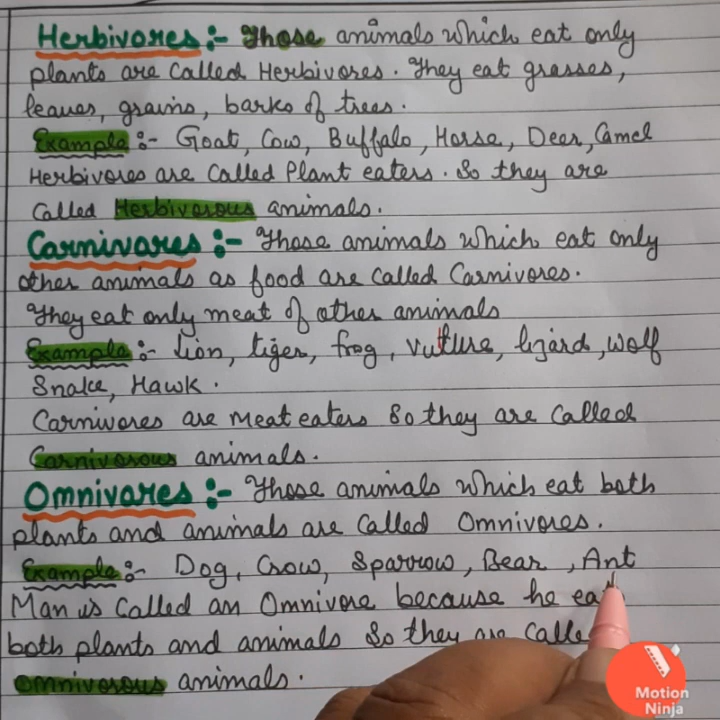 Herbivores :- Those animals which eat only
plants are called Herbivores. They eat grasses,
leaves, grains, barks of trees.
Example :- Goat, Cow, Buffalo, Horse, Deer, Camel
Herbivores are called Plant eaters. So they are
called Herbivorous animals.
Carnivares :- Those animals which eat only
other animals as food are called Carnivores.
They eat only meat of other animals
Example :- Lion, tiger, frog, vulture, lizard, wolf
Snake, Hawk.
Carnivores are meat eaters So they are called
Carnivorous animals.
Omnivares :- Those animals which eat both
plants and animals are called Omnivores.
Example :- Dog, Crow, Sparrow, Bear, Ant
Man is called an Omnivore because he
both plants and animals So they are
omnivorous animals.
Motion
Ninja